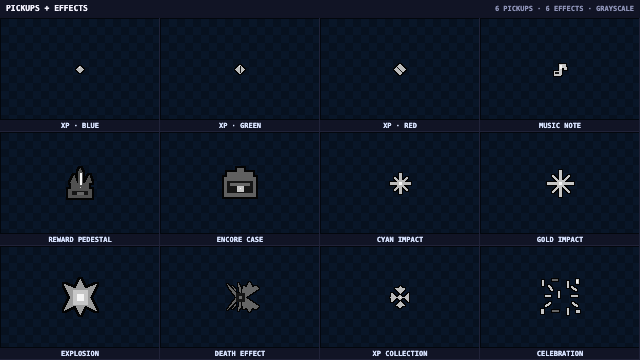 PICKUPS + EFFECTS
6 PICKUPS · 6 EFFECTS · GRAYSCALE
XP · BLUE
XP · GREEN
XP · RED
MUSIC NOTE
REWARD PEDESTAL
ENCORE CASE
CYAN IMPACT
GOLD IMPACT
EXPLOSION
DEATH EFFECT
XP COLLECTION
CELEBRATION